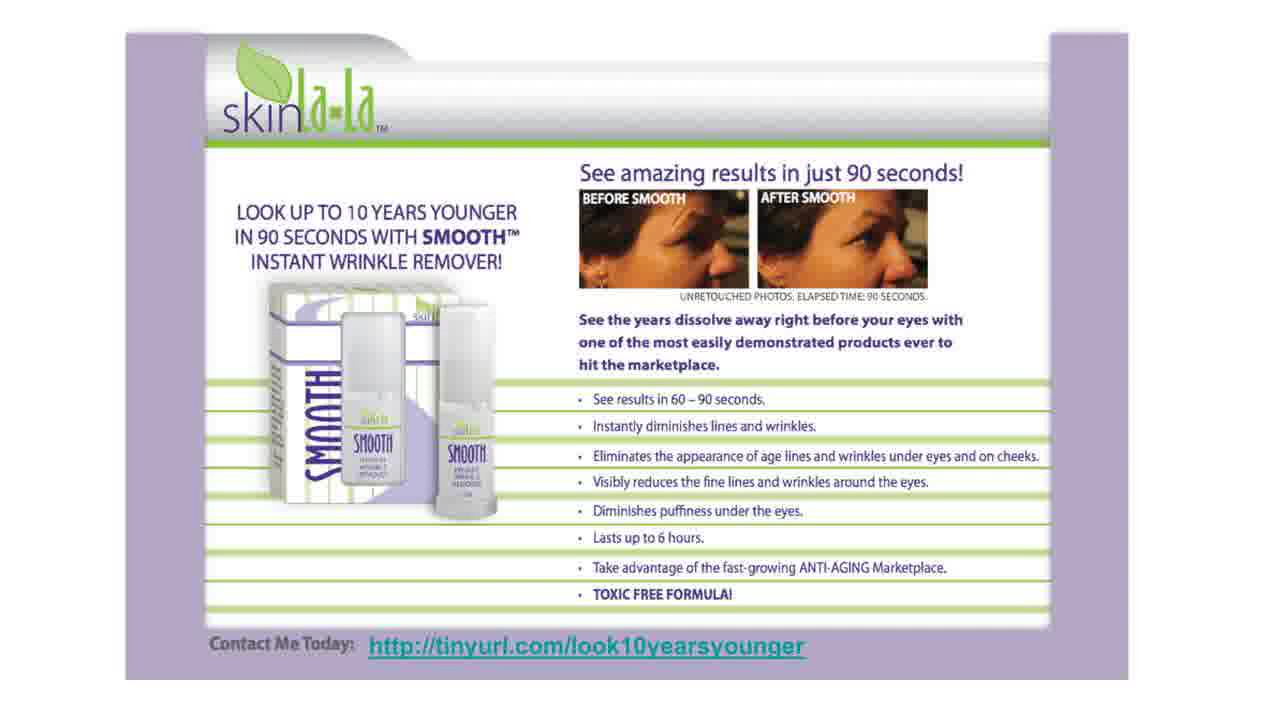 skin La-La™
LOOK UP TO 10 YEARS YOUNGER
IN 90 SECONDS WITH SMOOTH™
INSTANT WRINKLE REMOVER!
SMOOTH
skin
SMOOTH
SMOOTH
See amazing results in just 90 seconds!
BEFORE SMOOTH
AFTER SMOOTH
UNRETOUCHED PHOTOS. ELAPSED TIME: 90 SECONDS.
See the years dissolve away right before your eyes with
one of the most easily demonstrated products ever to
hit the marketplace.
• See results in 60 – 90 seconds.
• Instantly diminishes lines and wrinkles.
• Eliminates the appearance of age lines and wrinkles under eyes and on cheeks.
• Visibly reduces the fine lines and wrinkles around the eyes.
• Diminishes puffiness under the eyes.
• Lasts up to 6 hours.
• Take advantage of the fast-growing ANTI-AGING Marketplace.
• TOXIC FREE FORMULA!
Contact Me Today: http://tinyurl.com/look10yearsyounger